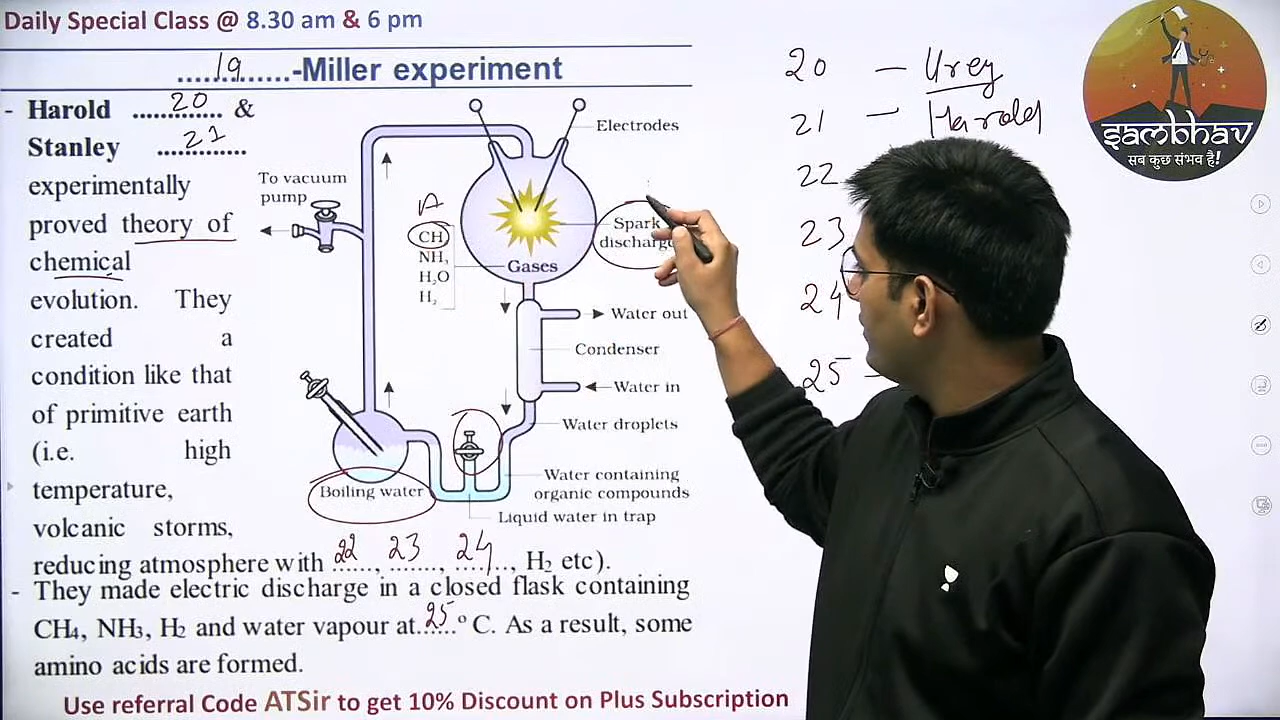 Daily Special Class @ 8.30 am & 6 pm
....19....-Miller experiment
- Harold ....20.... &
Stanley ....21....
experimentally
proved theory of
chemical
evolution. They
created a
condition like that
of primitive earth
(i.e. high
temperature,
volcanic storms,
reducing atmosphere with ..22.., ..23.., ..24.., H₂ etc).
- They made electric discharge in a closed flask containing
CH₄, NH₃, H₂ and water vapour at..25..° C. As a result, some
amino acids are formed.
Electrodes
To vacuum
pump
CH
NH₃
H₂O
H₂
Gases
Spark
discharge
Water out
Condenser
Water in
Water droplets
Water containing
organic compounds
Boiling water
Liquid water in trap
20 - Urey
21 - Harold
22
23
24
25 -
sambhav
सब कुछ संभव है!
Use referral Code ATSir to get 10% Discount on Plus Subscription